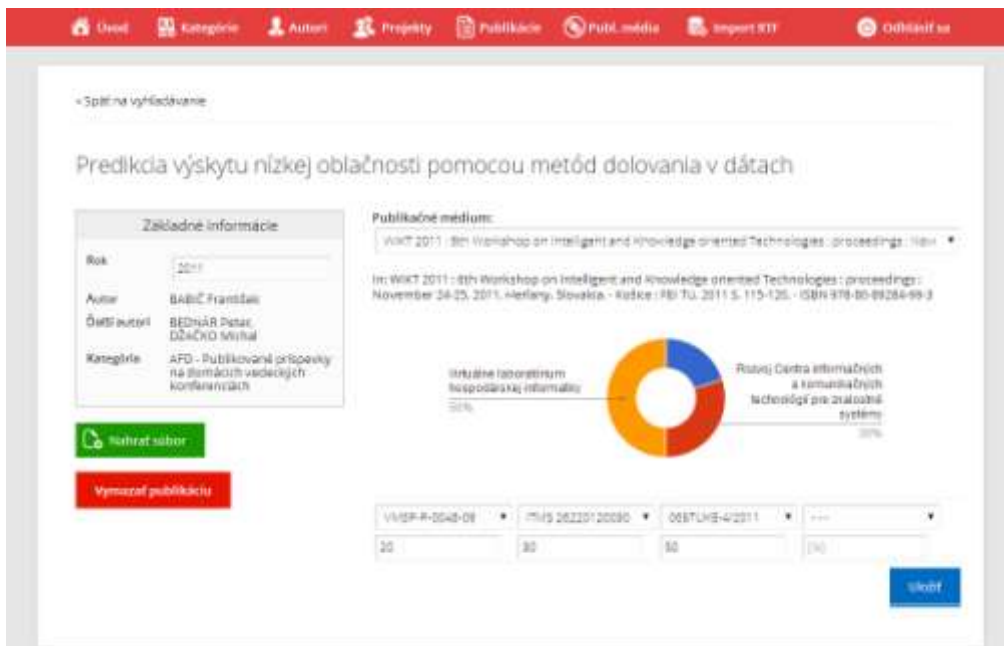 Úvod Kategórie Autori Projekty Publikácie Publ. média Import RTF Odhlásiť sa
« Späť na vyhľadávanie
Predikcia výskytu nízkej oblačnosti pomocou metód dolovania v dátach
Základné informácie
Rok 2011
Autor BABIČ František
Ďalší autori BEDNÁR Peter,
DŽAČKO Michal
Kategória AFD - Publikované príspevky
na domácich vedeckých
konferenciách
Nahrať súbor
Vymazať publikáciu
Publikačné médium:
WIKT 2011 : 6th Workshop on Intelligent and Knowledge oriented Technologies : proceedings : Nov
In: WIKT 2011 : 6th Workshop on Intelligent and Knowledge oriented Technologies : proceedings :
November 24-25, 2011, Herľany, Slovakia. - Košice : FEI TU, 2011 S. 115-120. - ISBN 978-80-89284-99-3
Virtuálne laboratórium
hospodárskej informatiky
50%
Rozvoj Centra informačných
a komunikačných
technológií pre znalostné
systémy
30%
VMSP-P-0048-09 ITMS 26220120030 065TUKE-4/2011 ---
20 30 50 [%]
Uložiť